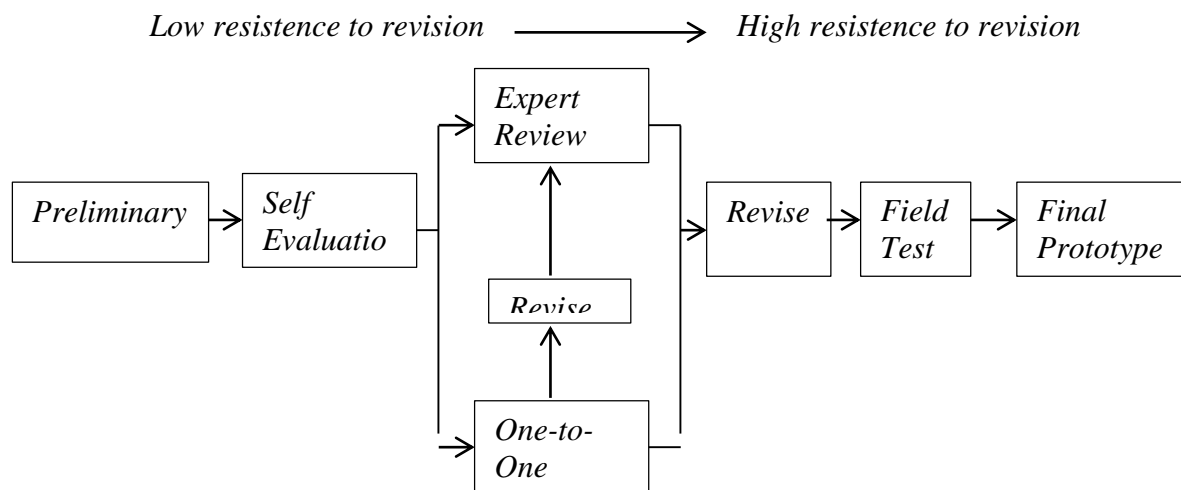 Low resistence to revision
High resistence to revision
Expert
Review
Preliminary
Self
Evaluatio
Revise
Field
Test
Final
Prototype
Revise
One-to-
One